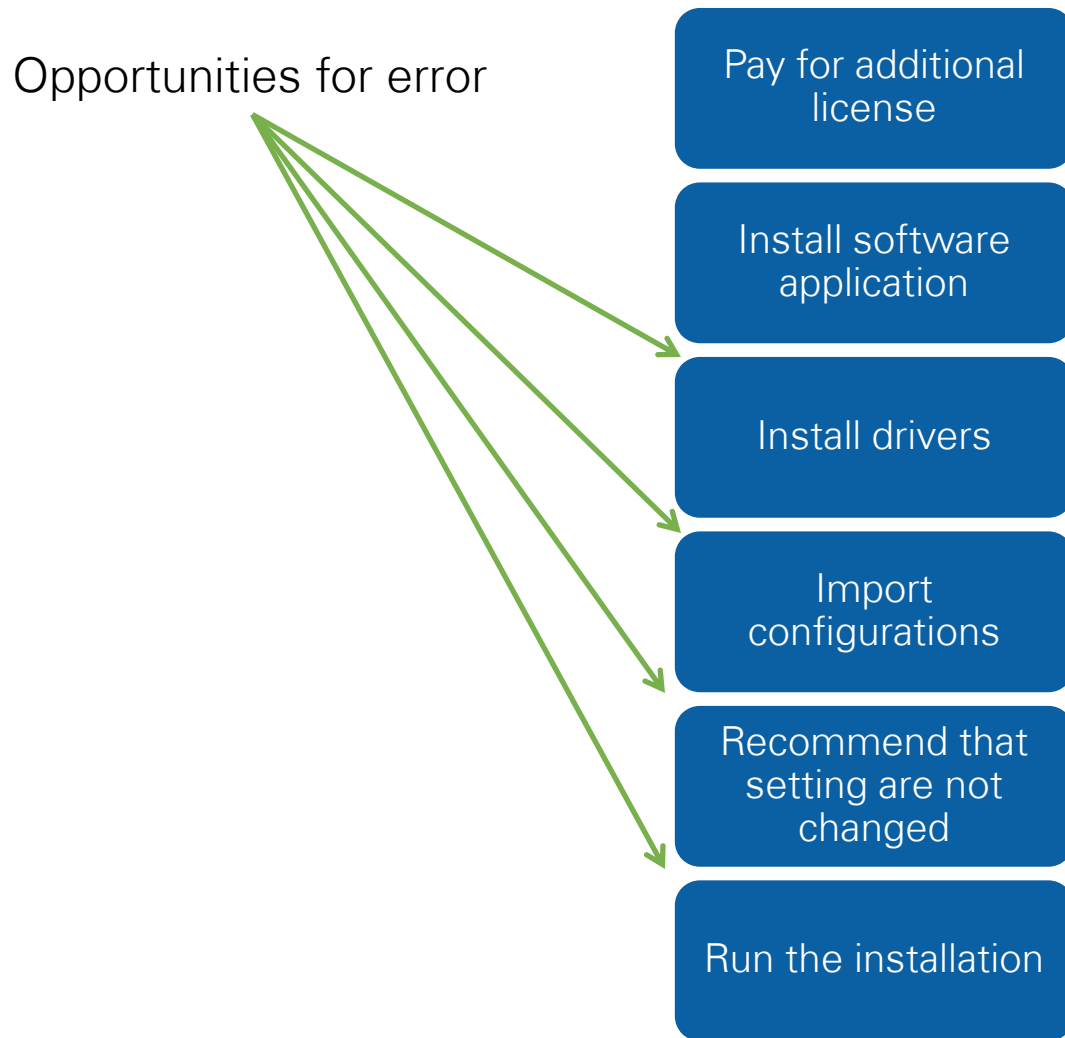 Opportunities for error
Pay for additional
license
Install software
application
Install drivers
Import
configurations
Recommend that
setting are not
changed
Run the installation